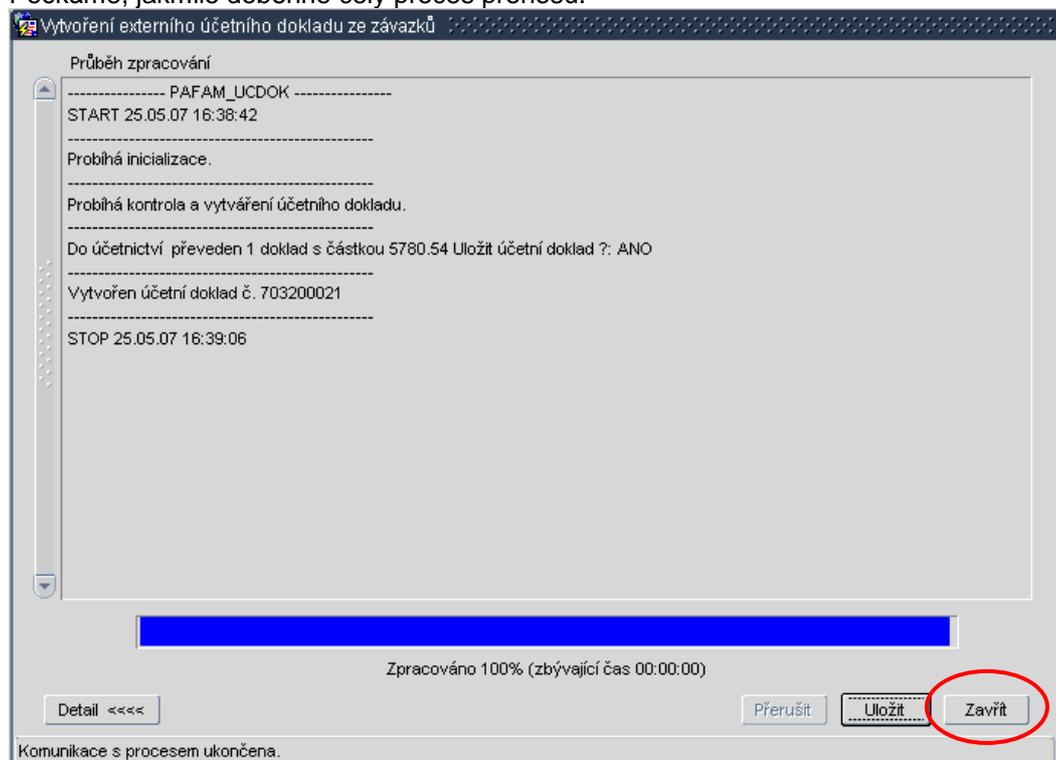 Vytvoření externího účetního dokladu ze závazků
Průběh zpracování
---------------- PAFAM_UCDOK ----------------
START 25.05.07 16:38:42
---------------------------------------------------
Probíhá inicializace.
---------------------------------------------------
Probíhá kontrola a vytváření účetního dokladu.
---------------------------------------------------
Do účetnictví  převeden 1 doklad s částkou 5780.54 Uložit účetní doklad ?: ANO
---------------------------------------------------
Vytvořen účetní doklad č. 703200021
---------------------------------------------------
STOP 25.05.07 16:39:06
Zpracováno 100% (zbývající čas 00:00:00)
Detail <<<< Přerušit Uložit Zavřít
Komunikace s procesem ukončena.